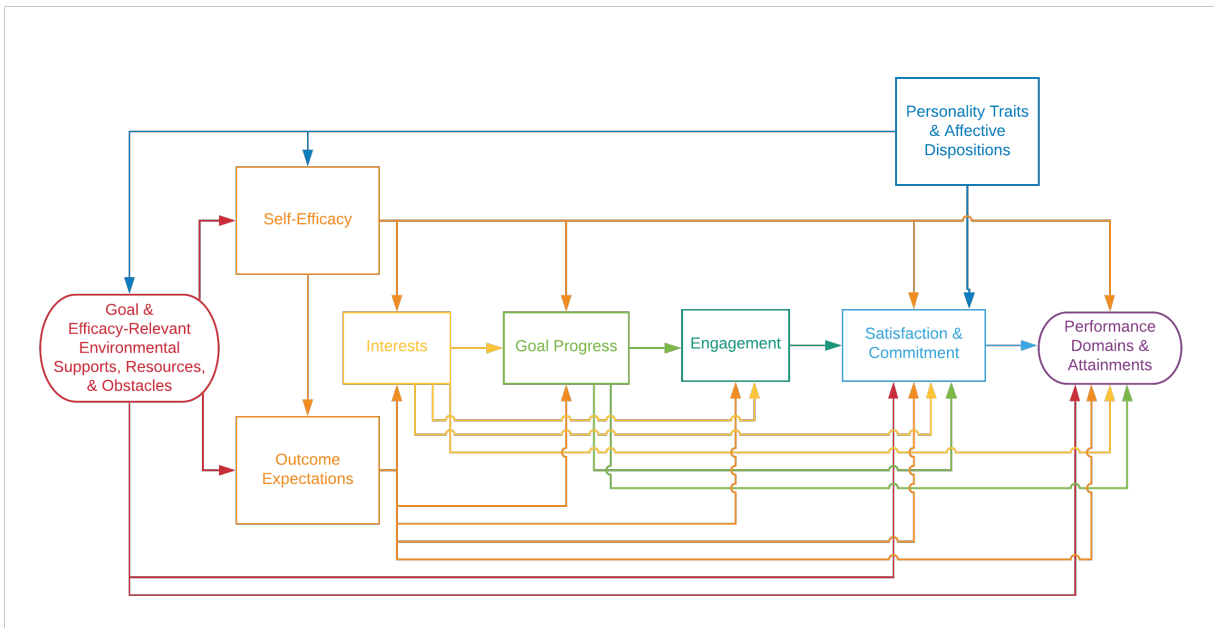 Personality Traits
& Affective
Dispositions
Self-Efficacy
Goal &
Efficacy-Relevant
Environmental
Supports, Resources,
& Obstacles
Interests
Goal Progress
Engagement
Satisfaction &
Commitment
Performance
Domains &
Attainments
Outcome
Expectations